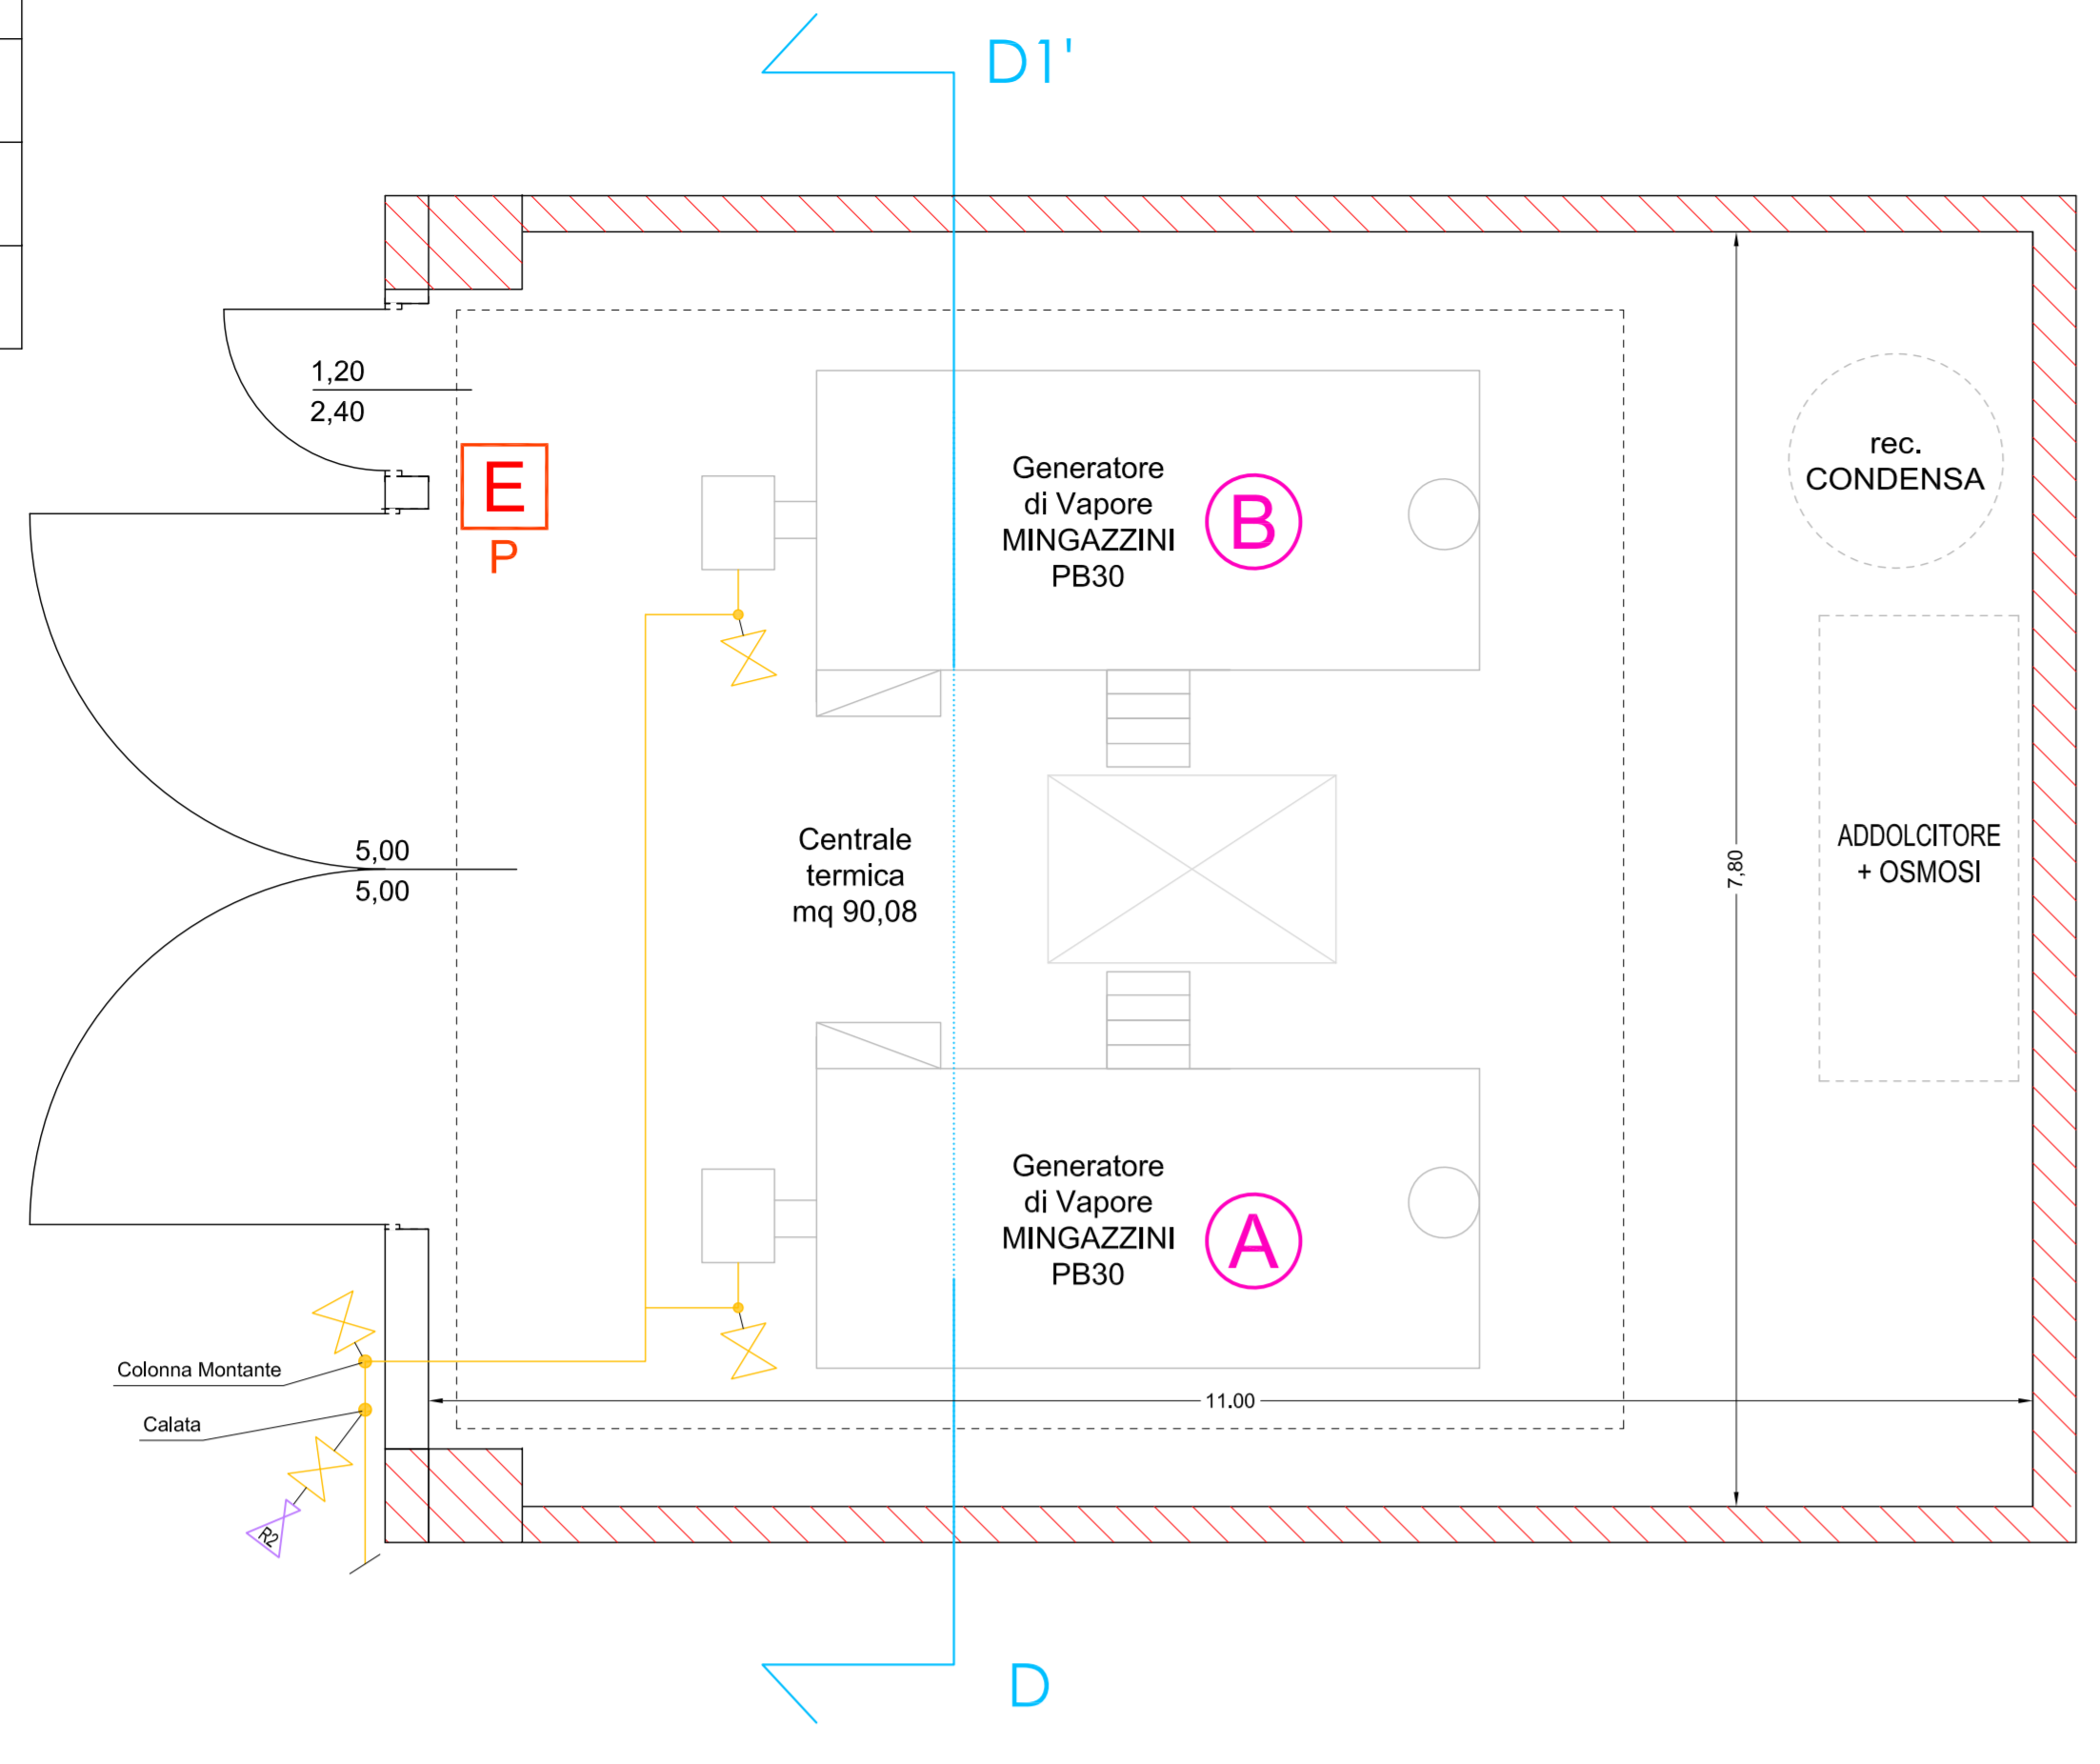 D1'
1,20
2,40
E
P
Generatore
di Vapore
MINGAZZINI
PB30
B
rec.
CONDENSA
5,00
5,00
Centrale
termica
mq 90,08
7,80
ADDOLCITORE
+ OSMOSI
Generatore
di Vapore
MINGAZZINI
PB30
A
Colonna Montante
Calata
11.00
R2
D